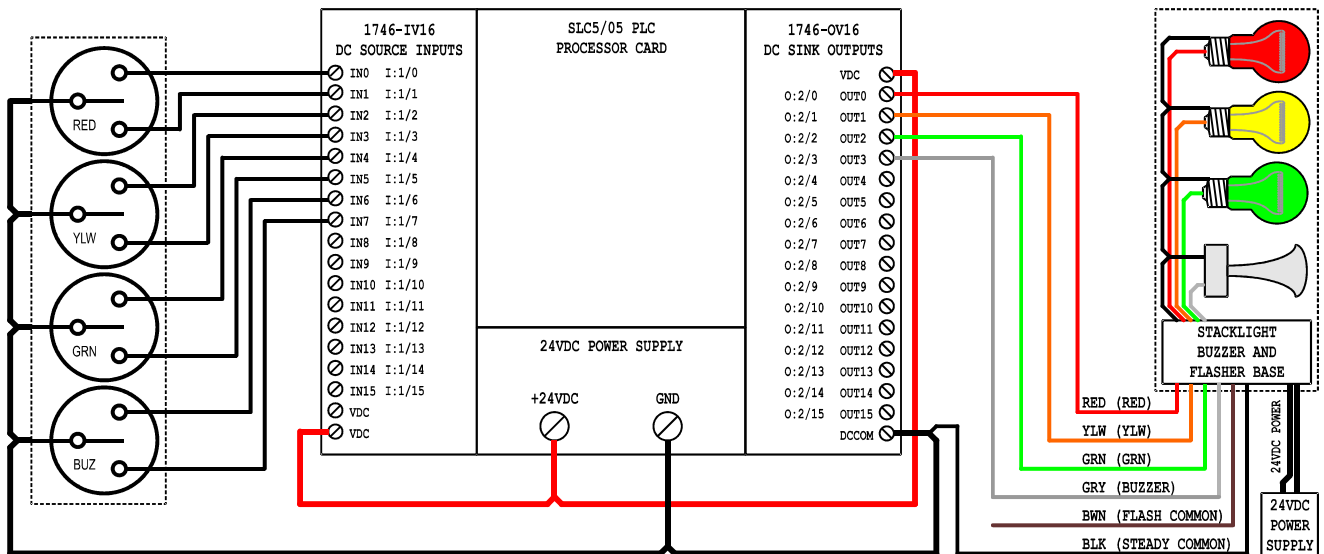 RED
YLW
GRN
BUZ
1746-IV16
DC SOURCE INPUTS
IN0 I:1/0
IN1 I:1/1
IN2 I:1/2
IN3 I:1/3
IN4 I:1/4
IN5 I:1/5
IN6 I:1/6
IN7 I:1/7
IN8 I:1/8
IN9 I:1/9
IN10 I:1/10
IN11 I:1/11
IN12 I:1/12
IN13 I:1/13
IN14 I:1/14
IN15 I:1/15
VDC
VDC
SLC5/05 PLC
PROCESSOR CARD
24VDC POWER SUPPLY
+24VDC
GND
1746-OV16
DC SINK OUTPUTS
VDC
O:2/0 OUT0
O:2/1 OUT1
O:2/2 OUT2
O:2/3 OUT3
O:2/4 OUT4
O:2/5 OUT5
O:2/6 OUT6
O:2/7 OUT7
O:2/8 OUT8
O:2/9 OUT9
O:2/10 OUT10
O:2/11 OUT11
O:2/12 OUT12
O:2/13 OUT13
O:2/14 OUT14
O:2/15 OUT15
DCCOM
STACKLIGHT
BUZZER AND
FLASHER BASE
RED (RED)
YLW (YLW)
GRN (GRN)
GRY (BUZZER)
BWN (FLASH COMMON)
BLK (STEADY COMMON)
24VDC POWER
24VDC
POWER
SUPPLY